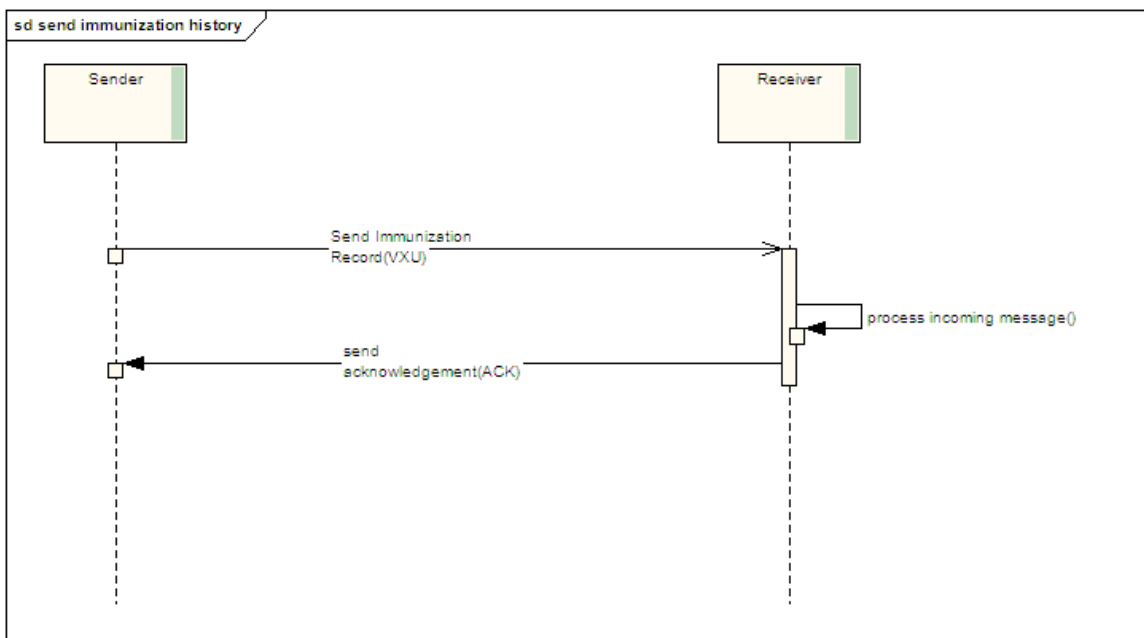 sd send immunization history
Sender
Receiver
Send Immunization
Record(VXU)
process incoming message()
send
acknowledgement(ACK)